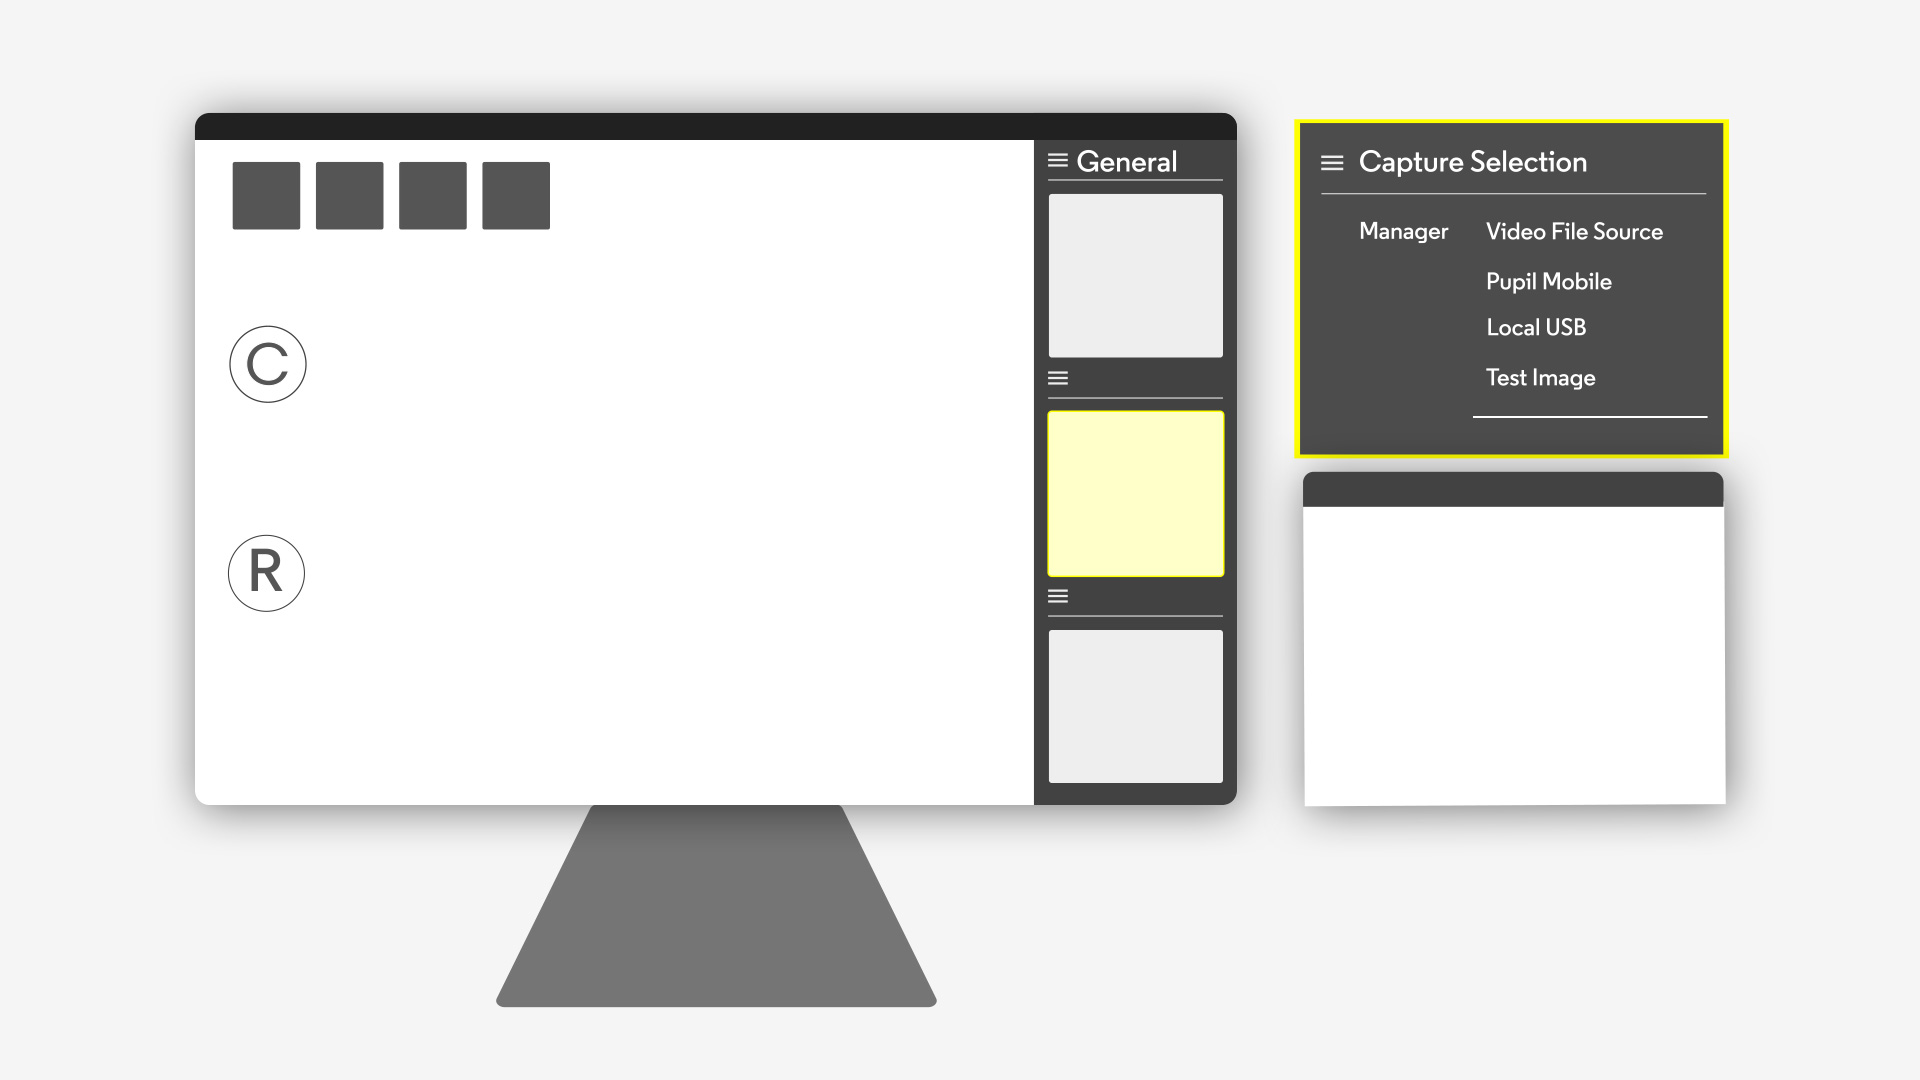 General
C
R
Capture Selection
Manager Video File Source
Pupil Mobile
Local USB
Test Image